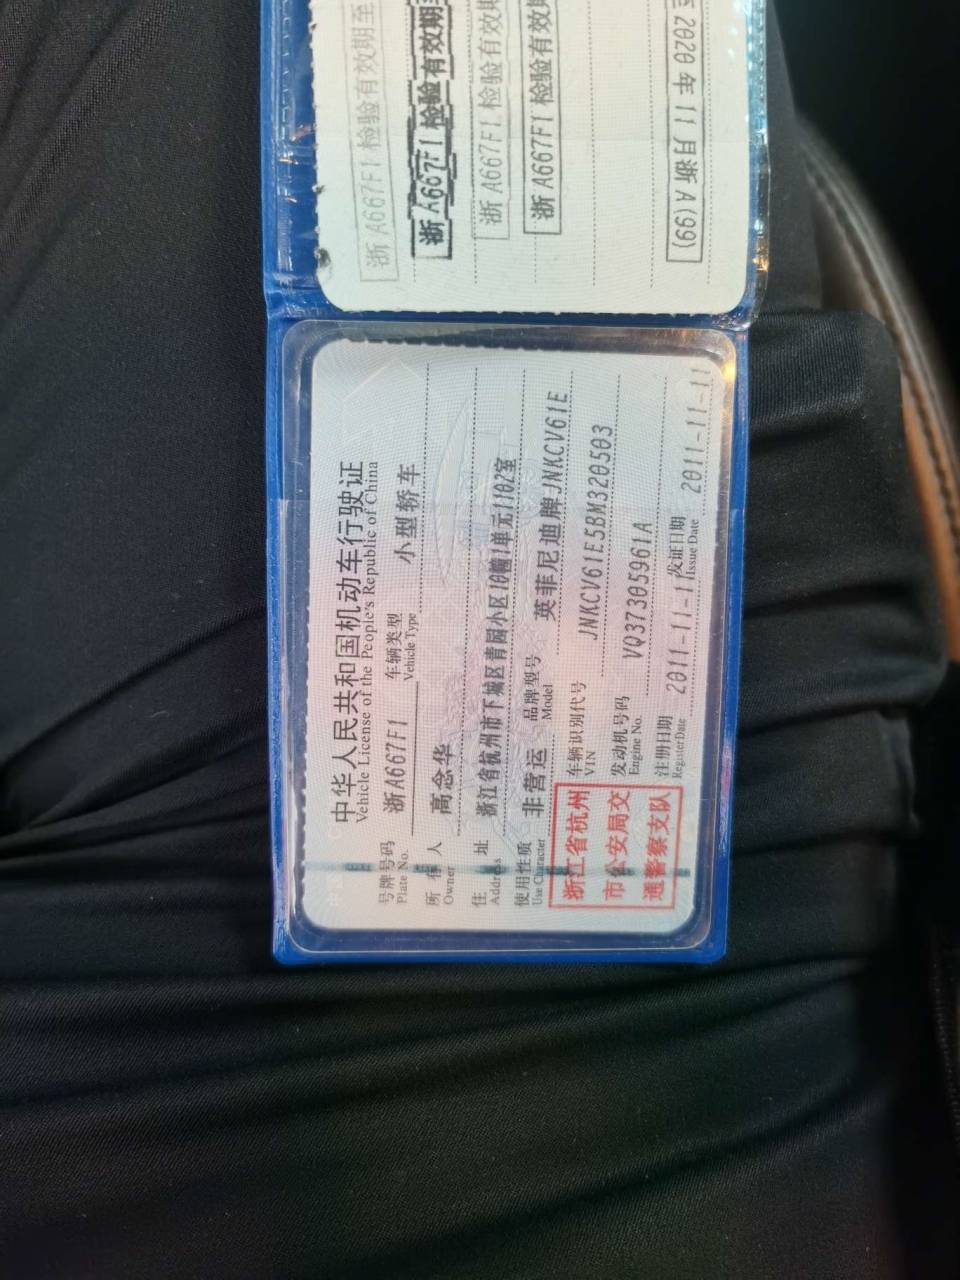 中华人民共和国机动车行驶证
Vehicle License of the People's Republic of China
号牌号码 浙A667F1 车辆类型 小型轿车
Plate No. Vehicle Type
所有人 高念华
Owner
住址 浙江省杭州市下城区青园小区10幢1单元1102室
Address
使用性质 非营运 品牌型号 英菲尼迪牌JNKCV61E
Use Character Model
浙江省杭州
市公安局交
通警察支队
车辆识别代号 JNKCV61E5BM320503
VIN
发动机号码 VQ37305961A
Engine No.
注册日期 2011-11-11 发证日期 2011-11-11
Register Date Issue Date
浙A667F1 检验有效期至
浙A667F1 检验有效期至
浙A667F1 检验有效期
浙A667F1 检验有效期
至2020年11月浙A(99)